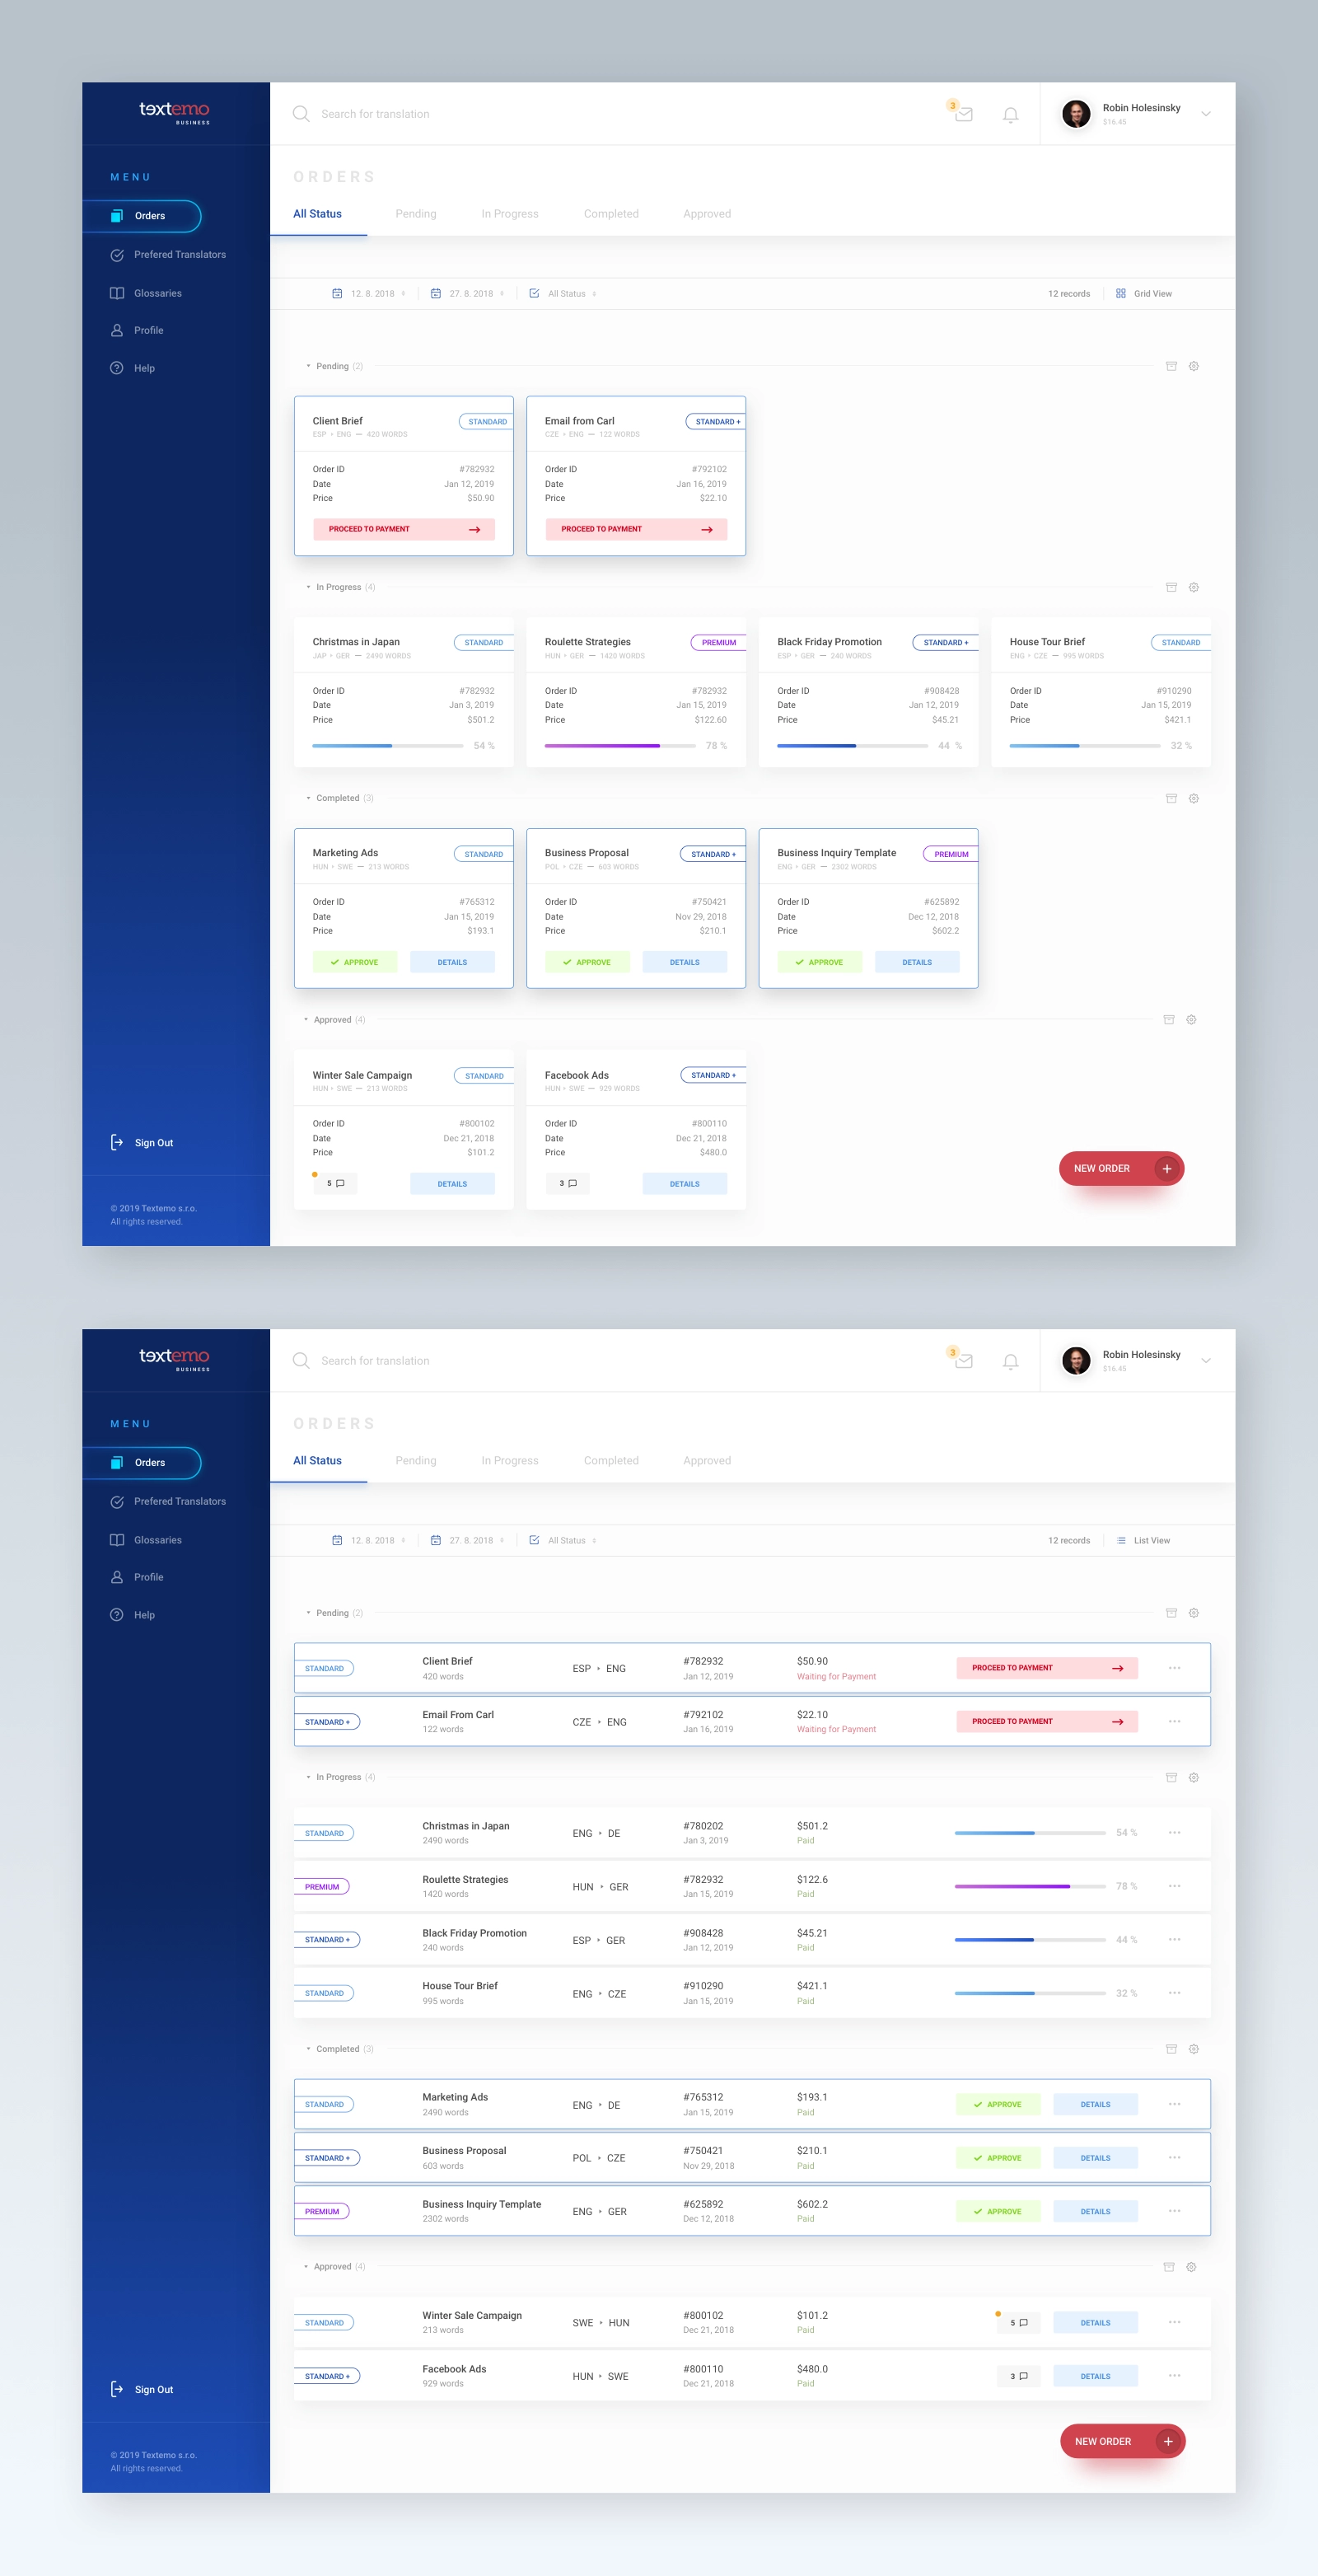 textemo
BUSINESS
Search for translation
3
Robin Holesinsky
$16.45
MENU
Orders
Prefered Translators
Glossaries
Profile
Help
Sign Out
© 2019 Textemo s.r.o.
All rights reserved.
ORDERS
All Status Pending In Progress Completed Approved
12. 8. 2018 27. 8. 2018 All Status 12 records Grid View
Pending (2)
Client Brief STANDARD
ESP • ENG — 420 WORDS
Order ID #782932
Date Jan 12, 2019
Price $50.90
PROCEED TO PAYMENT
Email from Carl STANDARD +
CZE • ENG — 122 WORDS
Order ID #792102
Date Jan 16, 2019
Price $22.10
PROCEED TO PAYMENT
In Progress (4)
Christmas in Japan STANDARD
JAP • GER — 2490 WORDS
Order ID #782932
Date Jan 3, 2019
Price $501.2
54 %
Roulette Strategies PREMIUM
HUN • GER — 1420 WORDS
Order ID #782932
Date Jan 15, 2019
Price $122.60
78 %
Black Friday Promotion STANDARD +
ESP • GER — 240 WORDS
Order ID #908428
Date Jan 12, 2019
Price $45.21
44 %
House Tour Brief STANDARD
ENG • CZE — 995 WORDS
Order ID #910290
Date Jan 15, 2019
Price $421.1
32 %
Completed (3)
Marketing Ads STANDARD
HUN • SWE — 213 WORDS
Order ID #765312
Date Jan 15, 2019
Price $193.1
APPROVE DETAILS
Business Proposal STANDARD +
POL • CZE — 603 WORDS
Order ID #750421
Date Nov 29, 2018
Price $210.1
APPROVE DETAILS
Business Inquiry Template PREMIUM
ENG • GER — 2302 WORDS
Order ID #625892
Date Dec 12, 2018
Price $602.2
APPROVE DETAILS
Approved (4)
Winter Sale Campaign STANDARD
HUN • SWE — 213 WORDS
Order ID #800102
Date Dec 21, 2018
Price $101.2
5 DETAILS
Facebook Ads STANDARD +
HUN • SWE — 929 WORDS
Order ID #800110
Date Dec 21, 2018
Price $480.0
3 DETAILS
NEW ORDER
textemo
BUSINESS
Search for translation
3
Robin Holesinsky
$16.45
MENU
Orders
Prefered Translators
Glossaries
Profile
Help
Sign Out
© 2019 Textemo s.r.o.
All rights reserved.
ORDERS
All Status Pending In Progress Completed Approved
12. 8. 2018 27. 8. 2018 All Status 12 records List View
Pending (2)
STANDARD Client Brief ESP ENG #782932 $50.90 PROCEED TO PAYMENT
420 words Jan 12, 2019 Waiting for Payment
STANDARD + Email From Carl CZE ENG #792102 $22.10 PROCEED TO PAYMENT
122 words Jan 16, 2019 Waiting for Payment
In Progress (4)
STANDARD Christmas in Japan ENG DE #780202 $501.2 54 %
2490 words Jan 3, 2019 Paid
PREMIUM Roulette Strategies HUN GER #782932 $122.6 78 %
1420 words Jan 15, 2019 Paid
STANDARD + Black Friday Promotion ESP GER #908428 $45.21 44 %
240 words Jan 12, 2019 Paid
STANDARD House Tour Brief ENG CZE #910290 $421.1 32 %
995 words Jan 15, 2019 Paid
Completed (3)
STANDARD Marketing Ads ENG DE #765312 $193.1 APPROVE DETAILS
2490 words Jan 15, 2019 Paid
STANDARD + Business Proposal POL CZE #750421 $210.1 APPROVE DETAILS
603 words Nov 29, 2018 Paid
PREMIUM Business Inquiry Template ENG GER #625892 $602.2 APPROVE DETAILS
2302 words Dec 12, 2018 Paid
Approved (4)
STANDARD Winter Sale Campaign SWE HUN #800102 $101.2 5 DETAILS
213 words Dec 21, 2018 Paid
STANDARD + Facebook Ads HUN SWE #800110 $480.0 3 DETAILS
929 words Dec 21, 2018 Paid
NEW ORDER